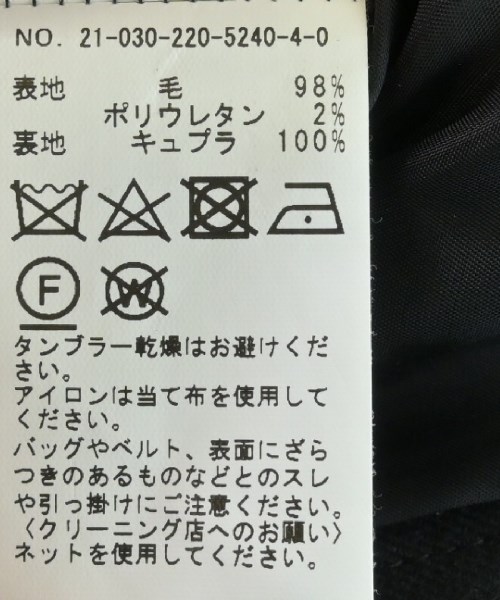 NO. 21-030-220-5240-4-0
表地 毛 98%
ポリウレタン 2%
裏地 キュプラ 100%
F W
タンブラー乾燥はお避けくだ
さい。
アイロンは当て布を使用して
ください。
バッグやベルト、表面にざら
つきのあるものなどとのスレ
や引っ掛けにご注意ください。
〈クリーニング店へのお願い〉
ネットを使用してください。